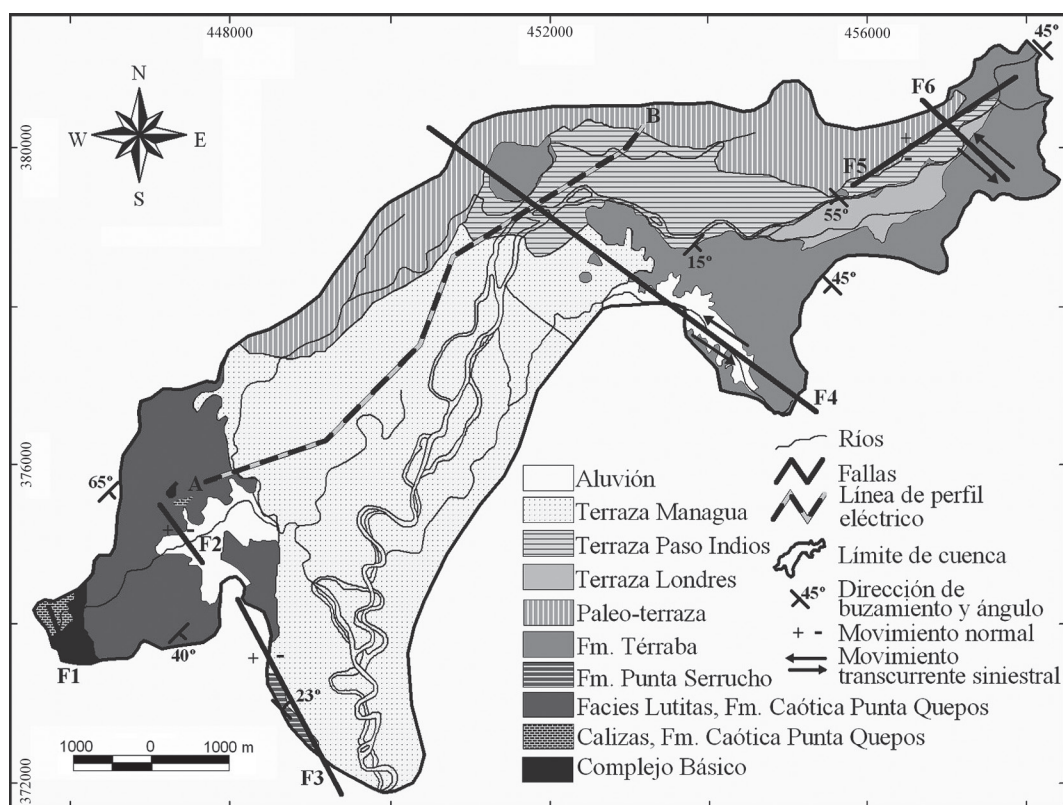 448000
452000
456000
380000
376000
372000
N
W E
S
B
F6
45°
+
-
F5
55°
15°
45°
F4
A
65°
+ -
F2
F1
40°
+ -
23°
F3
1000 0 1000 m
Aluvión
Terraza Managua
Terraza Paso Indios
Terraza Londres
Paleo-terraza
Fm. Térraba
Fm. Punta Serrucho
Facies Lutitas, Fm. Caótica Punta Quepos
Calizas, Fm. Caótica Punta Quepos
Complejo Básico
Ríos
Fallas
Línea de perfil
eléctrico
Límite de cuenca
45° Dirección de
buzamiento y ángulo
+ - Movimiento normal
Movimiento
transcurrente siniestral